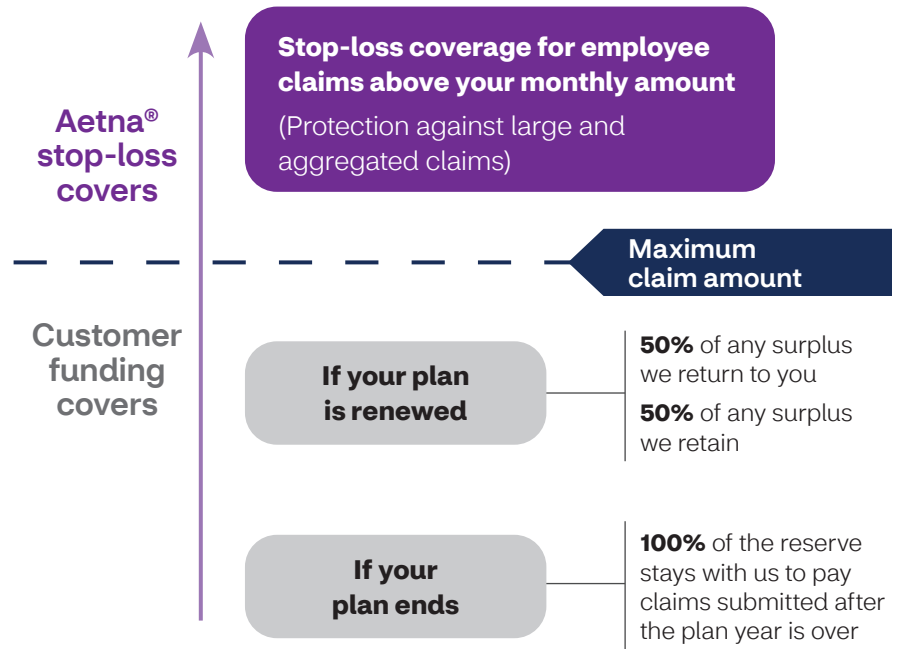 Stop-loss coverage for employee
claims above your monthly amount
(Protection against large and
aggregated claims)
Aetna®
stop-loss
covers
Maximum
claim amount
Customer
funding
covers
If your plan
is renewed
50% of any surplus
we return to you
50% of any surplus
we retain
If your
plan ends
100% of the reserve
stays with us to pay
claims submitted after
the plan year is over